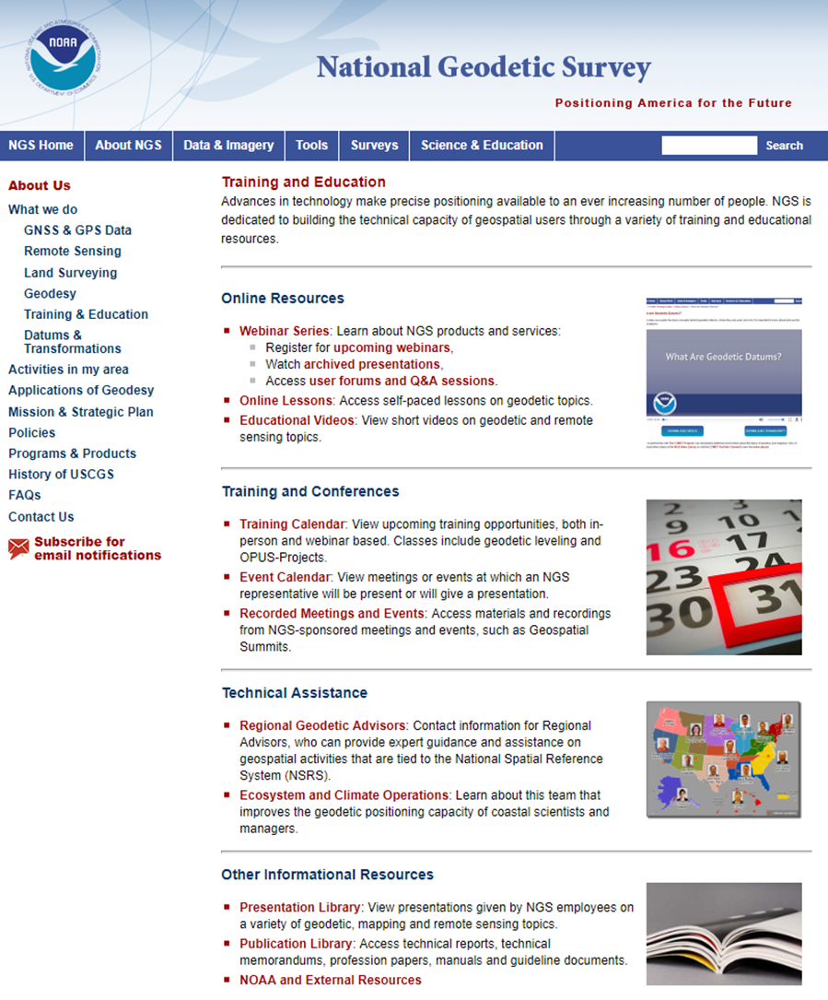 NATIONAL OCEANIC AND ATMOSPHERIC ADMINISTRATION
U.S. DEPARTMENT OF COMMERCE
NOAA
National Geodetic Survey
Positioning America for the Future
NGS Home About NGS Data & Imagery Tools Surveys Science & Education Search
About Us
What we do
GNSS & GPS Data
Remote Sensing
Land Surveying
Geodesy
Training & Education
Datums &
Transformations
Activities in my area
Applications of Geodesy
Mission & Strategic Plan
Policies
Programs & Products
History of USCGS
FAQs
Contact Us
Subscribe for
email notifications
Training and Education
Advances in technology make precise positioning available to an ever increasing number of people. NGS is
dedicated to building the technical capacity of geospatial users through a variety of training and educational
resources.
Online Resources
Webinar Series: Learn about NGS products and services:
Register for upcoming webinars,
Watch archived presentations,
Access user forums and Q&A sessions.
Online Lessons: Access self-paced lessons on geodetic topics.
Educational Videos: View short videos on geodetic and remote
sensing topics.
What Are Geodetic Datums?
Training and Conferences
Training Calendar: View upcoming training opportunities, both in-
person and webinar based. Classes include geodetic leveling and
OPUS-Projects.
Event Calendar: View meetings or events at which an NGS
representative will be present or will give a presentation.
Recorded Meetings and Events: Access materials and recordings
from NGS-sponsored meetings and events, such as Geospatial
Summits.
2 3
9 10
16 17
23 24
30 31
Technical Assistance
Regional Geodetic Advisors: Contact information for Regional
Advisors, who can provide expert guidance and assistance on
geospatial activities that are tied to the National Spatial Reference
System (NSRS).
Ecosystem and Climate Operations: Learn about this team that
improves the geodetic positioning capacity of coastal scientists and
managers.
Other Informational Resources
Presentation Library: View presentations given by NGS employees on
a variety of geodetic, mapping and remote sensing topics.
Publication Library: Access technical reports, technical
memorandums, profession papers, manuals and guideline documents.
NOAA and External Resources